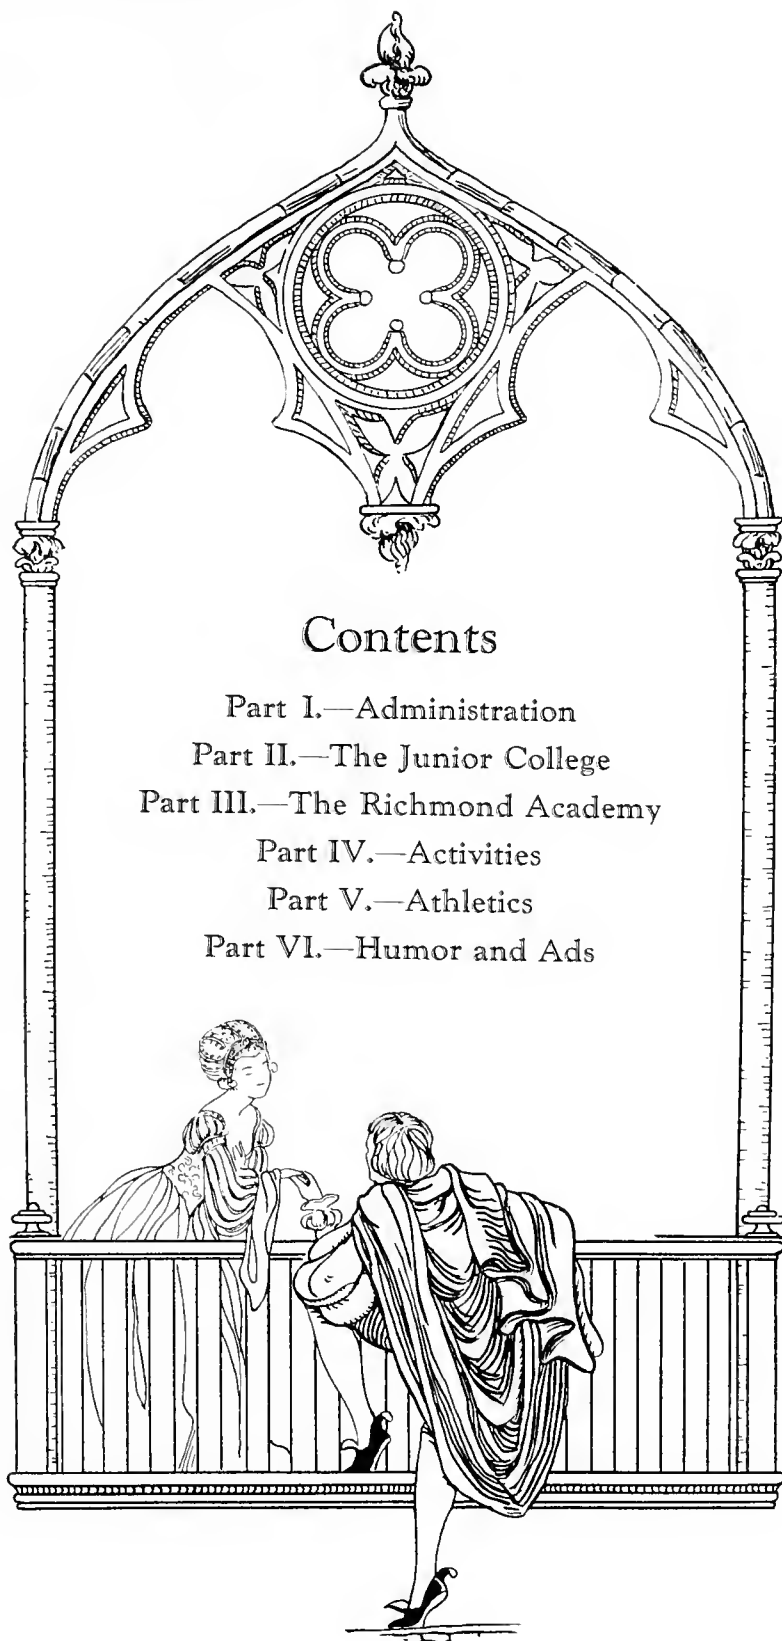 Contents
Part I.—Administration
Part II.—The Junior College
Part III.—The Richmond Academy
Part IV.—Activities
Part V.—Athletics
Part VI.—Humor and Ads